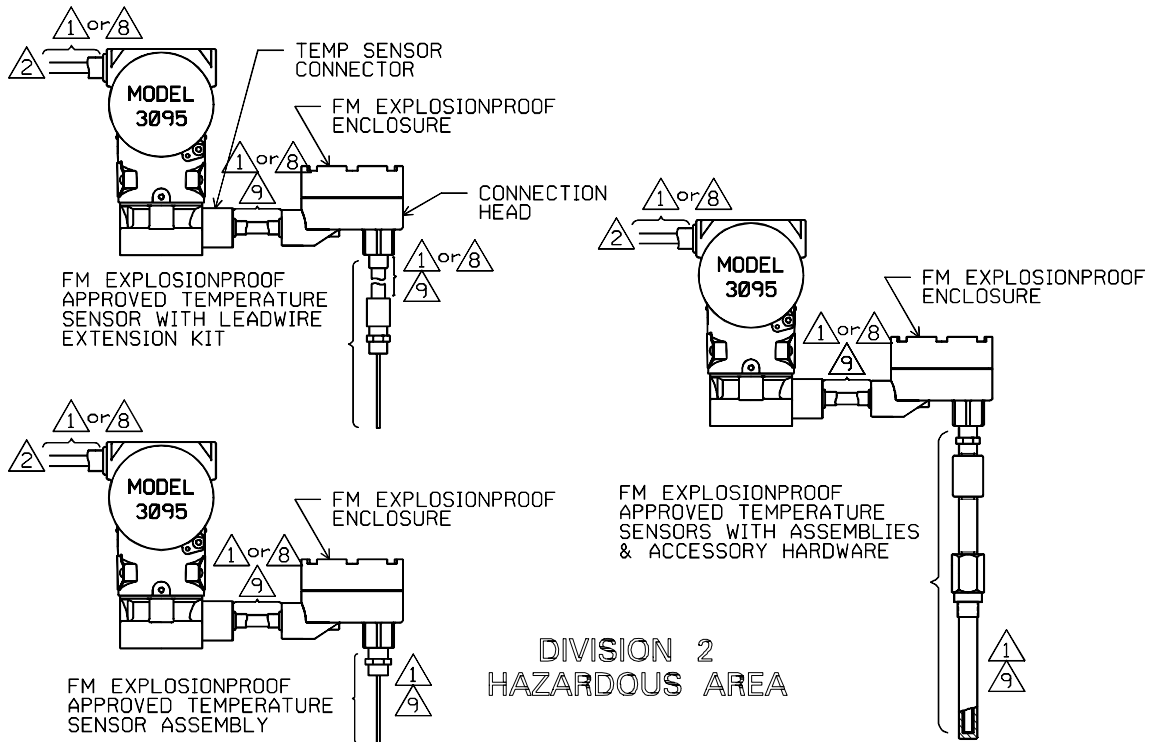 1 or 8
2
MODEL
3095
TEMP SENSOR
CONNECTOR
FM EXPLOSIONPROOF
ENCLOSURE
1 or 8
9
CONNECTION
HEAD
1 or 8
9
FM EXPLOSIONPROOF
APPROVED TEMPERATURE
SENSOR WITH LEADWIRE
EXTENSION KIT
1 or 8
2
MODEL
3095
FM EXPLOSIONPROOF
ENCLOSURE
1 or 8
9
FM EXPLOSIONPROOF
APPROVED TEMPERATURE
SENSORS WITH ASSEMBLIES
& ACCESSORY HARDWARE
1
9
1 or 8
2
MODEL
3095
FM EXPLOSIONPROOF
ENCLOSURE
1 or 8
9
1
9
FM EXPLOSIONPROOF
APPROVED TEMPERATURE
SENSOR ASSEMBLY
DIVISION 2
HAZARDOUS AREA